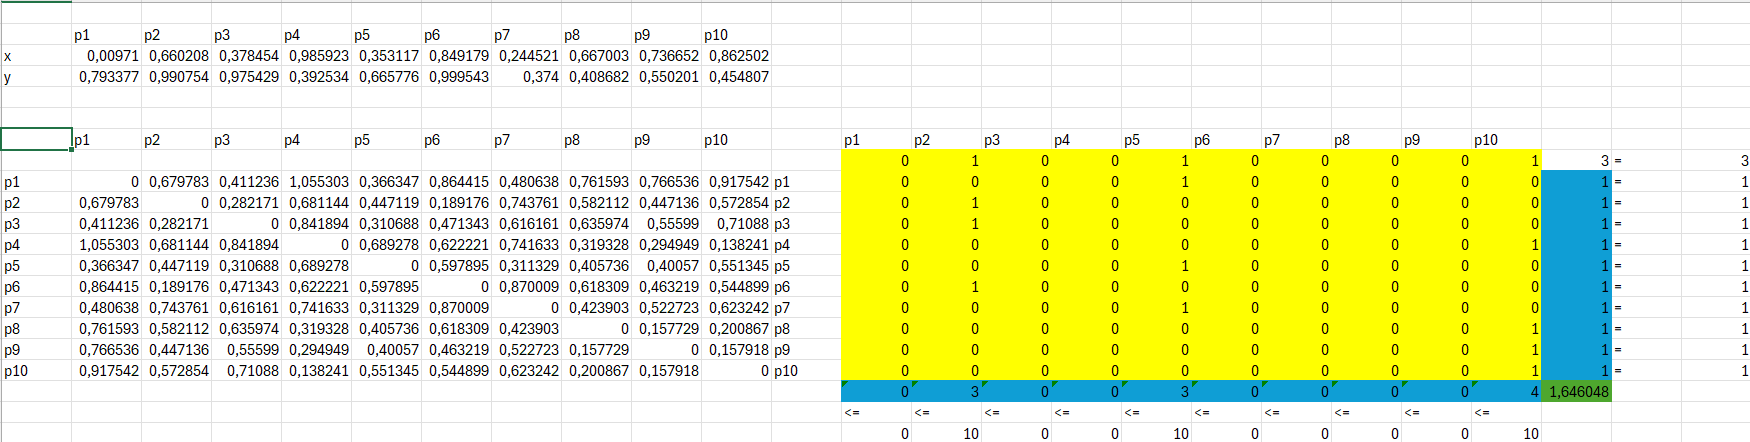 p1 p2 p3 p4 p5 p6 p7 p8 p9 p10
x 0,00971 0,660208 0,378454 0,985923 0,353117 0,849179 0,244521 0,667003 0,736652 0,862502
y 0,793377 0,990754 0,975429 0,392534 0,665776 0,999543 0,374 0,408682 0,550201 0,454807
p1 p2 p3 p4 p5 p6 p7 p8 p9 p10 p1 p2 p3 p4 p5 p6 p7 p8 p9 p10
0 1 0 0 1 0 0 0 0 1 3 = 3
p1 0 0,679783 0,411236 1,055303 0,366347 0,864415 0,480638 0,761593 0,766536 0,917542 p1 0 0 0 0 1 0 0 0 0 0 1 = 1
p2 0,679783 0 0,282171 0,681144 0,447119 0,189176 0,743761 0,582112 0,447136 0,572854 p2 0 1 0 0 0 0 0 0 0 0 1 = 1
p3 0,411236 0,282171 0 0,841894 0,310688 0,471343 0,616161 0,635974 0,55599 0,71088 p3 0 1 0 0 0 0 0 0 0 0 1 = 1
p4 1,055303 0,681144 0,841894 0 0,689278 0,622221 0,741633 0,319328 0,294949 0,138241 p4 0 0 0 0 0 0 0 0 0 1 1 = 1
p5 0,366347 0,447119 0,310688 0,689278 0 0,597895 0,311329 0,405736 0,40057 0,551345 p5 0 0 0 0 1 0 0 0 0 0 1 = 1
p6 0,864415 0,189176 0,471343 0,622221 0,597895 0 0,870009 0,618309 0,463219 0,544899 p6 0 1 0 0 0 0 0 0 0 0 1 = 1
p7 0,480638 0,743761 0,616161 0,741633 0,311329 0,870009 0 0,423903 0,522723 0,623242 p7 0 0 0 0 1 0 0 0 0 0 1 = 1
p8 0,761593 0,582112 0,635974 0,319328 0,405736 0,618309 0,423903 0 0,157729 0,200867 p8 0 0 0 0 0 0 0 0 0 1 1 = 1
p9 0,766536 0,447136 0,55599 0,294949 0,40057 0,463219 0,522723 0,157729 0 0,157918 p9 0 0 0 0 0 0 0 0 0 1 1 = 1
p10 0,917542 0,572854 0,71088 0,138241 0,551345 0,544899 0,623242 0,200867 0,157918 0 p10 0 0 0 0 0 0 0 0 0 1 1 = 1
0 3 0 0 3 0 0 0 0 4 1,646048
<= <= <= <= <= <= <= <= <= <=
0 10 0 0 10 0 0 0 0 10